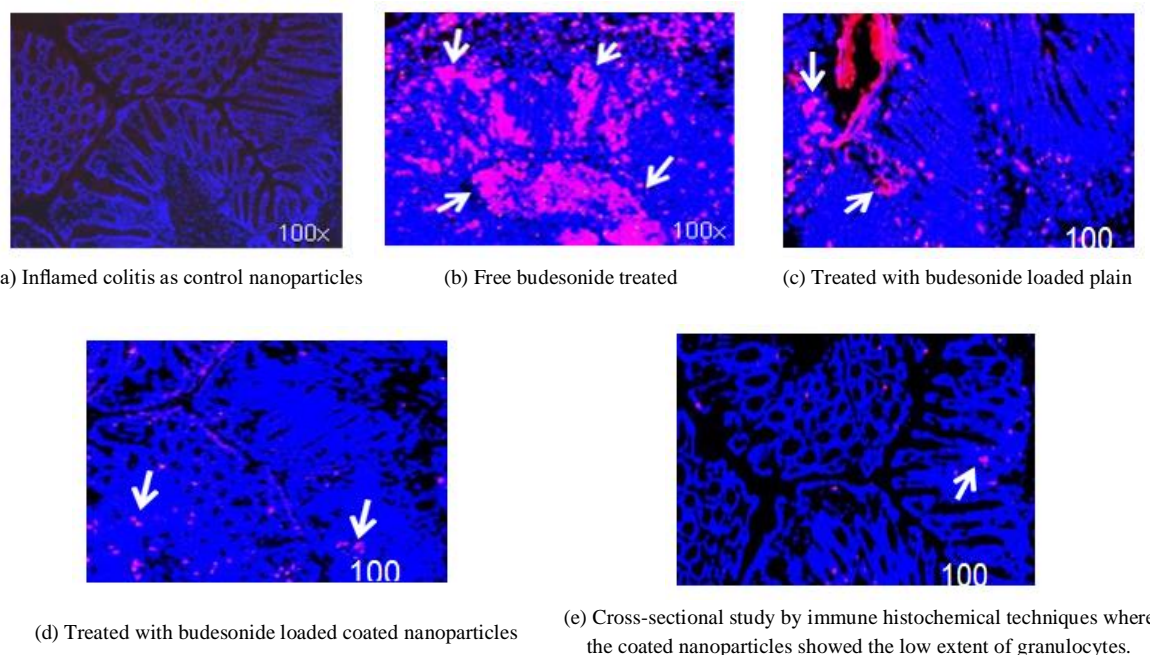 100x
100x
100
a) Inflamed colitis as control nanoparticles
(b) Free budesonide treated
(c) Treated with budesonide loaded plain
100
100
(d) Treated with budesonide loaded coated nanoparticles
(e) Cross-sectional study by immune histochemical techniques where
the coated nanoparticles showed the low extent of granulocytes.